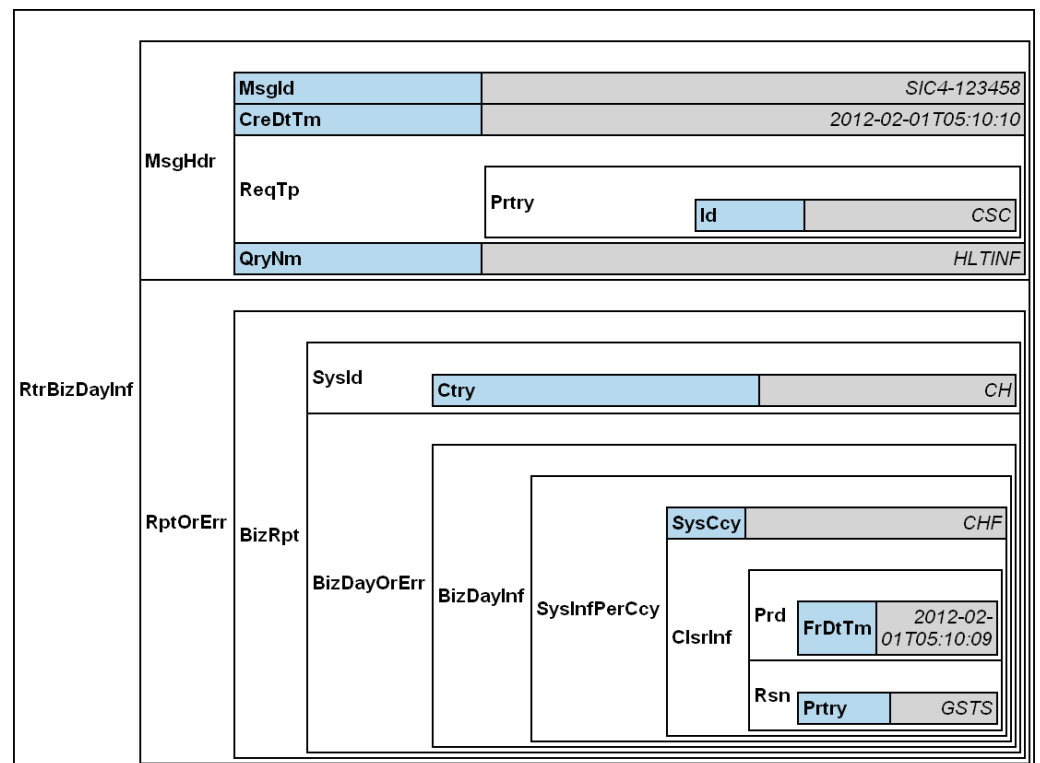 MsgId SIC4-123458
CreDtTm 2012-02-01T05:10:10
MsgHdr
ReqTp
Prtry
Id CSC
QryNm HLTINF
RtrBizDayInf
SysId
Ctry CH
RptOrErr
BizRpt
SysCcy CHF
BizDayOrErr
BizDayInf
SysInfPerCcy
ClsrInf
Prd
FrDtTm 2012-02-
01T05:10:09
Rsn
Prtry GSTS